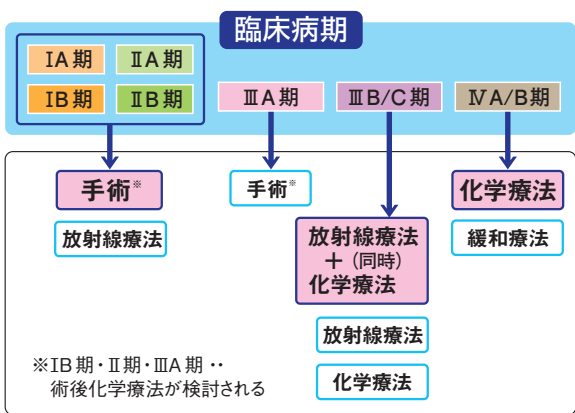 臨床病期
ⅠA期 ⅡA期
ⅠB期 ⅡB期
ⅢA期 ⅢB/C期 ⅣA/B期
手術※
放射線療法
手術※
放射線療法
＋（同時）
化学療法
放射線療法
化学療法
化学療法
緩和療法
※ⅠB期・Ⅱ期・ⅢA期‥
術後化学療法が検討される